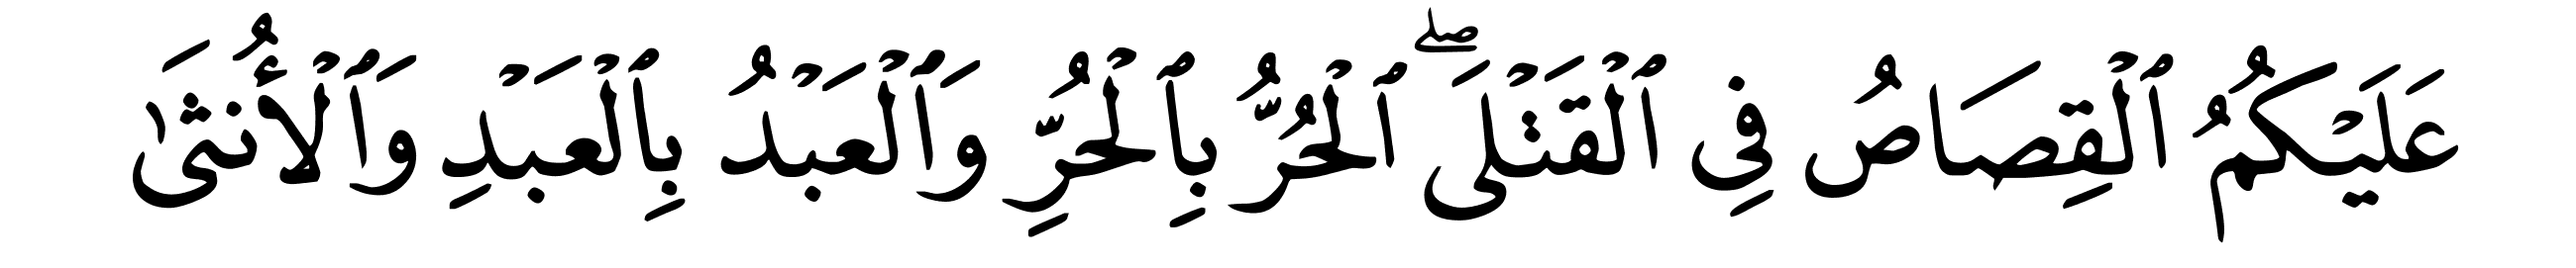 عَلَيْكُمُ ٱلْقِصَاصُ فِي ٱلْقَتْلَىۖ ٱلْحُرُّ بِٱلْحُرِّ وَٱلْعَبْدُ بِٱلْعَبْدِ وَٱلْأُنثَىٰ